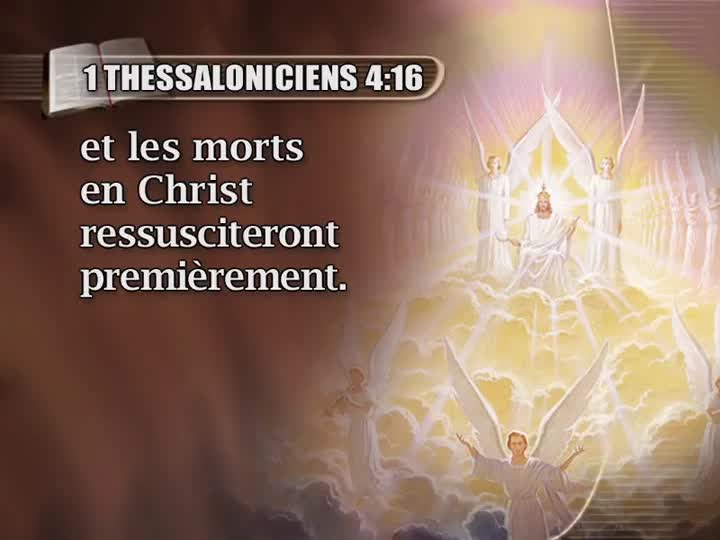 1 THESSALONICIENS 4:16
et les morts
en Christ
ressusciteront
premièrement.